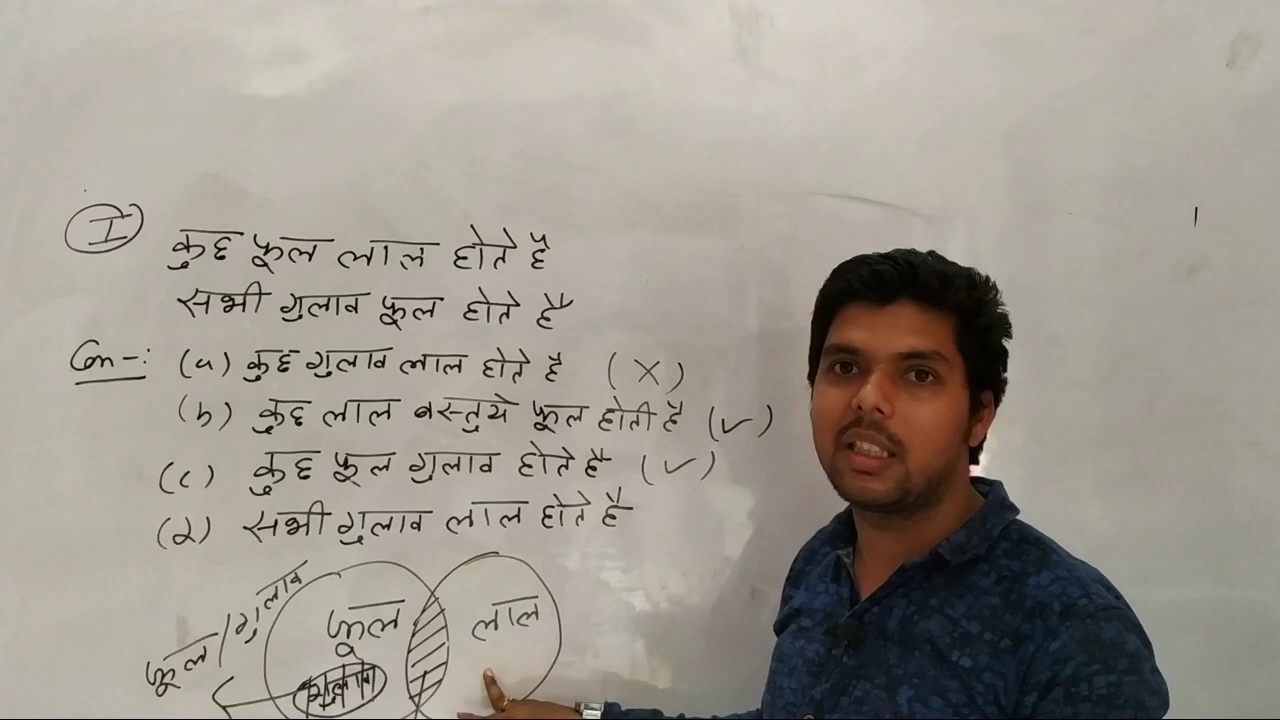 I
कुछ फूल लाल होते है
सभी गुलाब फूल होते है
Con -: (a) कुछ गुलाब लाल होते है (X)
(b) कुछ लाल वस्तुये फूल होती है (✓)
(c) कुछ फूल गुलाब होते है (✓)
(d) सभी गुलाब लाल होते है
फूल/गुलाब
फूल
लाल
गुलाब